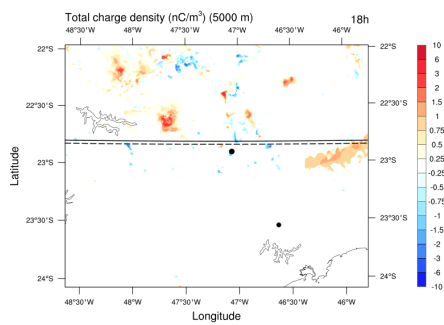 Total charge density (nC/m³) (5000 m)
18h
48°30'W 48°W 47°30'W 47°W 46°30'W 46°W
22°S 22°S
22°30'S 22°30'S
23°S 23°S
23°30'S 23°30'S
24°S 24°S
48°30'W 48°W 47°30'W 47°W 46°30'W 46°W
Latitude
Longitude
10
6
3
2
1.5
1
0.75
0.5
0.25
-0.25
-0.5
-0.75
-1
-1.5
-2
-3
-6
-10